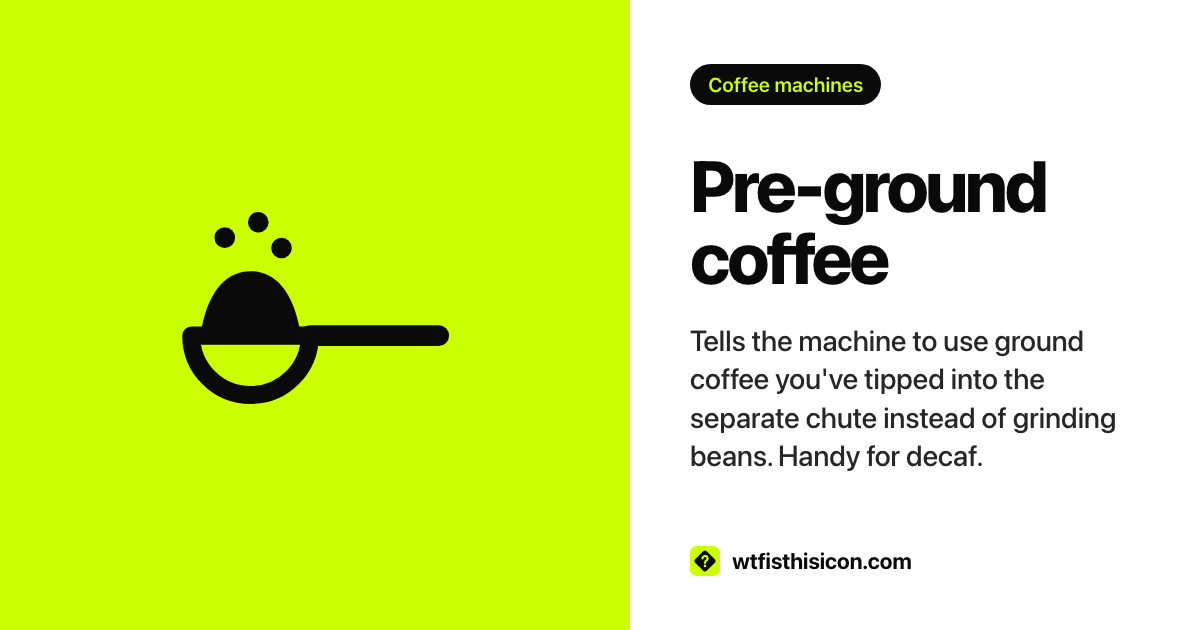 Coffee machines
Pre-ground
coffee
Tells the machine to use ground
coffee you've tipped into the
separate chute instead of grinding
beans. Handy for decaf.
?
wtfisthisicon.com